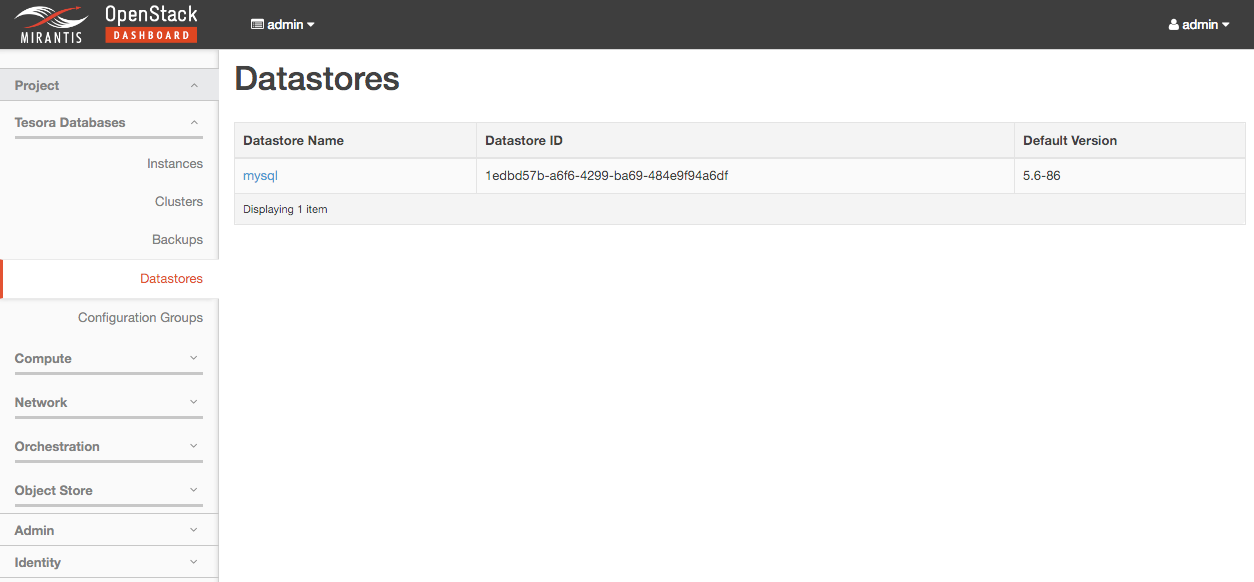 MIRANTIS
OpenStack
DASHBOARD
admin
admin
Project
Tesora Databases
Instances
Clusters
Backups
Datastores
Configuration Groups
Compute
Network
Orchestration
Object Store
Admin
Identity
Datastores
Datastore Name Datastore ID Default Version
mysql 1edbd57b-a6f6-4299-ba69-484e9f94a6df 5.6-86
Displaying 1 item